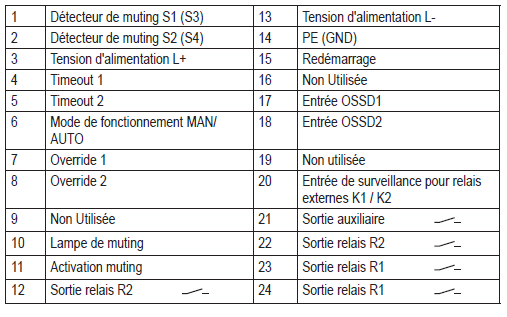 1 Détecteur de muting S1 (S3) 13 Tension d'alimentation L-
2 Détecteur de muting S2 (S4) 14 PE (GND)
3 Tension d'alimentation L+ 15 Redémarrage
4 Timeout 1 16 Non Utilisée
5 Timeout 2 17 Entrée OSSD1
6 Mode de fonctionnement MAN/ 18 Entrée OSSD2
AUTO
7 Override 1 19 Non utilisée
8 Override 2 20 Entrée de surveillance pour relais
externes K1 / K2
9 Non Utilisée 21 Sortie auxiliaire
10 Lampe de muting 22 Sortie relais R2
11 Activation muting 23 Sortie relais R1
12 Sortie relais R2 24 Sortie relais R1